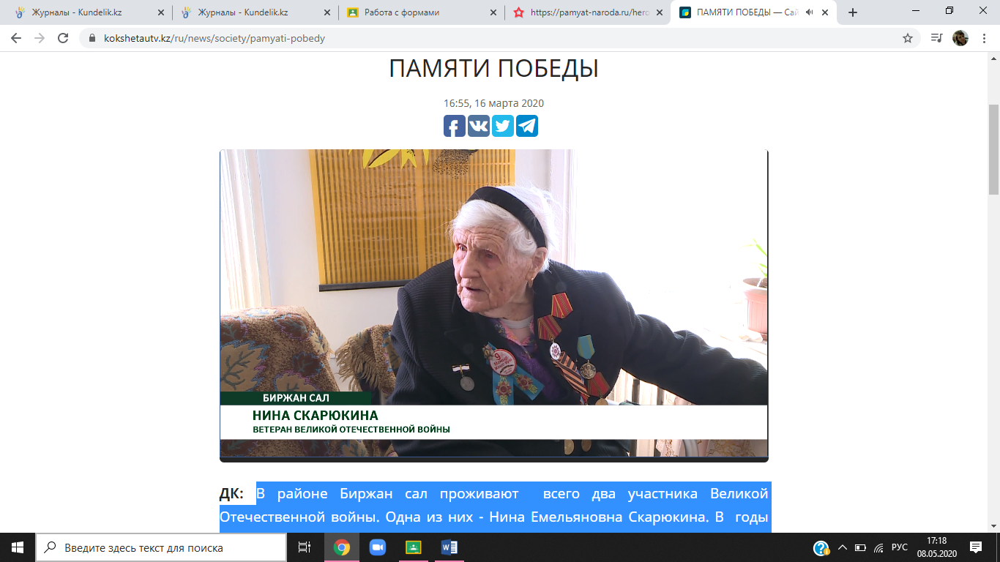 Журналы - Kundelik.kz
Журналы - Kundelik.kz
Работа с формами
https://pamyat-naroda.ru/hero
ПАМЯТИ ПОБЕДЫ — Сай
kokshetautv.kz/ru/news/society/pamyati-pobedy
ПАМЯТИ ПОБЕДЫ
16:55, 16 марта 2020
9
БИРЖАН САЛ
НИНА СКАРЮКИНА
ВЕТЕРАН ВЕЛИКОЙ ОТЕЧЕСТВЕННОЙ ВОЙНЫ
ДК: В районе Биржан сал проживают всего два участника Великой
Отечественной войны. Одна из них - Нина Емельяновна Скарюкина. В годы
Введите здесь текст для поиска
РУС
17:18
08.05.2020